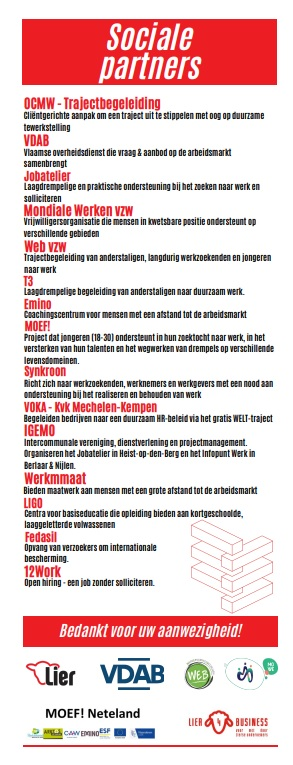 Sociale
partners
OCMW - Trajectbegeleiding
Cliëntgerichte aanpak om een traject uit te stippelen met oog op duurzame
tewerkstelling
VDAB
Vlaamse overheidsdienst die vraag & aanbod op de arbeidsmarkt
samenbrengt
Jobatelier
Laagdrempelige en praktische ondersteuning bij het zoeken naar werk en
solliciteren
Mondiale Werken vzw
Vrijwilligersorganisatie die mensen in kwetsbare positie ondersteunt op
verschillende gebieden
Web vzw
Trajectbegeleiding van anderstaligen, langdurig werkzoekenden en jongeren
naar werk
T3
Laagdrempelige begeleiding van anderstaligen naar duurzaam werk.
Emino
Coachingscentrum voor mensen met een afstand tot de arbeidsmarkt
MOEF!
Project dat jongeren (18-30) ondersteunt in hun zoektocht naar werk, in het
versterken van hun talenten en het wegwerken van drempels op verschillende
levensdomeinen.
Synkroon
Richt zich naar werkzoekenden, werknemers en werkgevers met een nood aan
ondersteuning bij het realiseren en behouden van werk
VOKA - Kvk Mechelen-Kempen
Begeleiden bedrijven naar een duurzaam HR-beleid via het gratis WELT-traject
IGEMO
Intercommunale vereniging, dienstverlening en projectmanagement.
Organiseren het Jobatelier in Heist-op-den-Berg en het Infopunt Werk in
Berlaar & Nijlen.
Werkmmaat
Bieden maatwerk aan mensen met een grote afstand tot de arbeidsmarkt
LIGO
Centra voor basiseducatie die opleiding bieden aan kortgeschoolde,
laaggeletterde volwassenen
Fedasil
Opvang van verzoekers om internationale
bescherming.
12Work
Open hiring - een job zonder solliciteren.
Bedankt voor uw aanwezigheid!
Lier
VDAB
WEB
MOEF! Neteland
LIER BUSINESS
CAW EMINO ESF